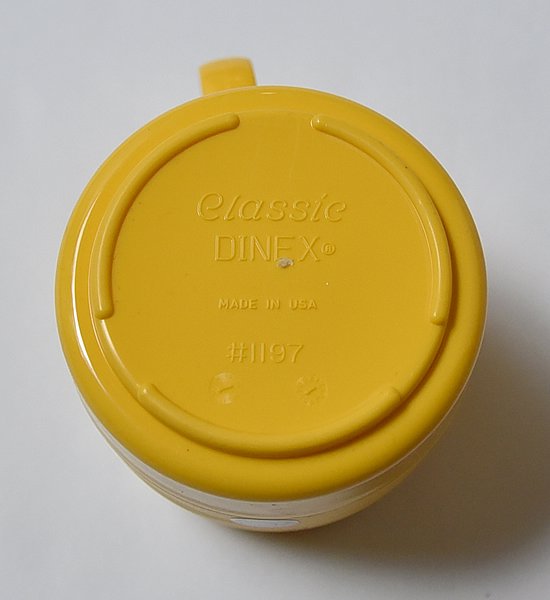 Classic
DINEX®
MADE IN USA
#1197